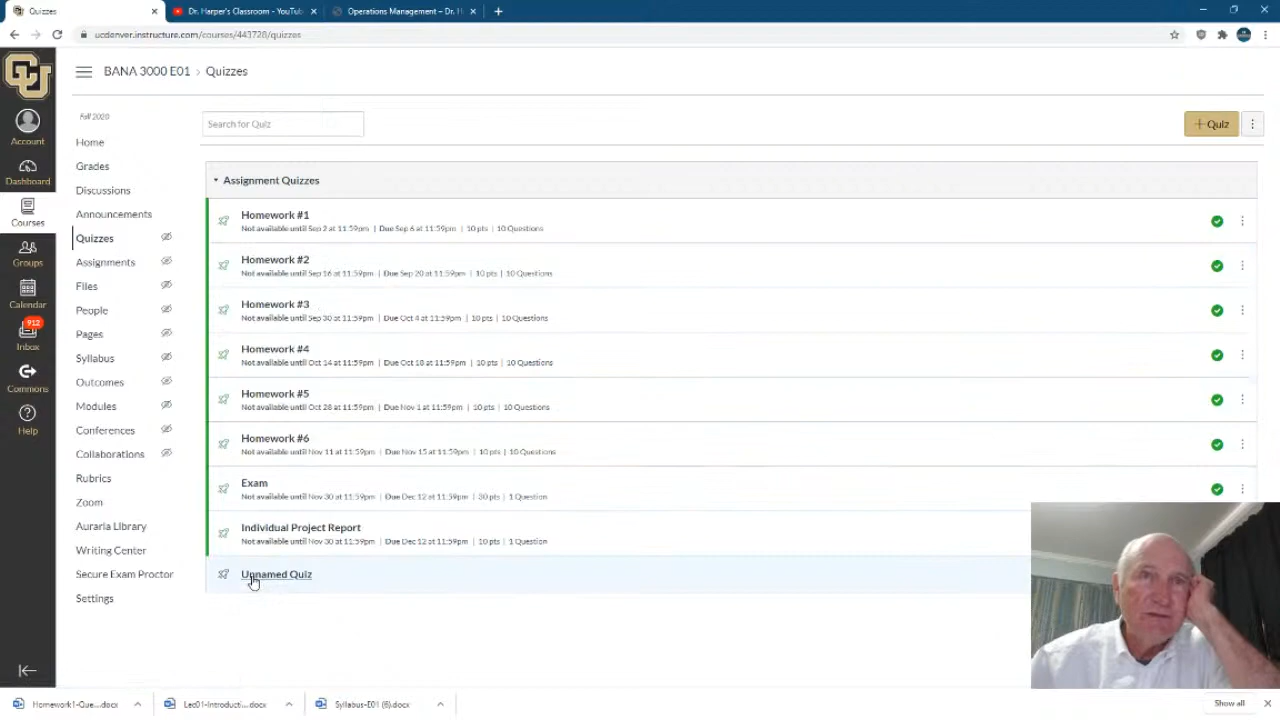 Quizzes
Dr. Harper's Classroom - YouTub
Operations Management – Dr. H
ucdenver.instructure.com/courses/443728/quizzes
BANA 3000 E01 › Quizzes
Fall 2020
Search for Quiz
+ Quiz
Account
Dashboard
Courses
Groups
Calendar
912
Inbox
Commons
Help
Home
Grades
Discussions
Announcements
Quizzes
Assignments
Files
People
Pages
Syllabus
Outcomes
Modules
Conferences
Collaborations
Rubrics
Zoom
Auraria Library
Writing Center
Secure Exam Proctor
Settings
Assignment Quizzes
Homework #1
Not available until Sep 2 at 11:59pm | Due Sep 6 at 11:59pm | 10 pts | 10 Questions
Homework #2
Not available until Sep 16 at 11:59pm | Due Sep 20 at 11:59pm | 10 pts | 10 Questions
Homework #3
Not available until Sep 30 at 11:59pm | Due Oct 4 at 11:59pm | 10 pts | 10 Questions
Homework #4
Not available until Oct 14 at 11:59pm | Due Oct 18 at 11:59pm | 10 pts | 10 Questions
Homework #5
Not available until Oct 28 at 11:59pm | Due Nov 1 at 11:59pm | 10 pts | 10 Questions
Homework #6
Not available until Nov 11 at 11:59pm | Due Nov 15 at 11:59pm | 10 pts | 10 Questions
Exam
Not available until Nov 30 at 11:59pm | Due Dec 12 at 11:59pm | 30 pts | 1 Question
Individual Project Report
Not available until Nov 30 at 11:59pm | Due Dec 12 at 11:59pm | 10 pts | 1 Question
Unnamed Quiz
Homework1-Que....docx
Lec01-Introducti....docx
Syllabus-E01 (6).docx
Show all